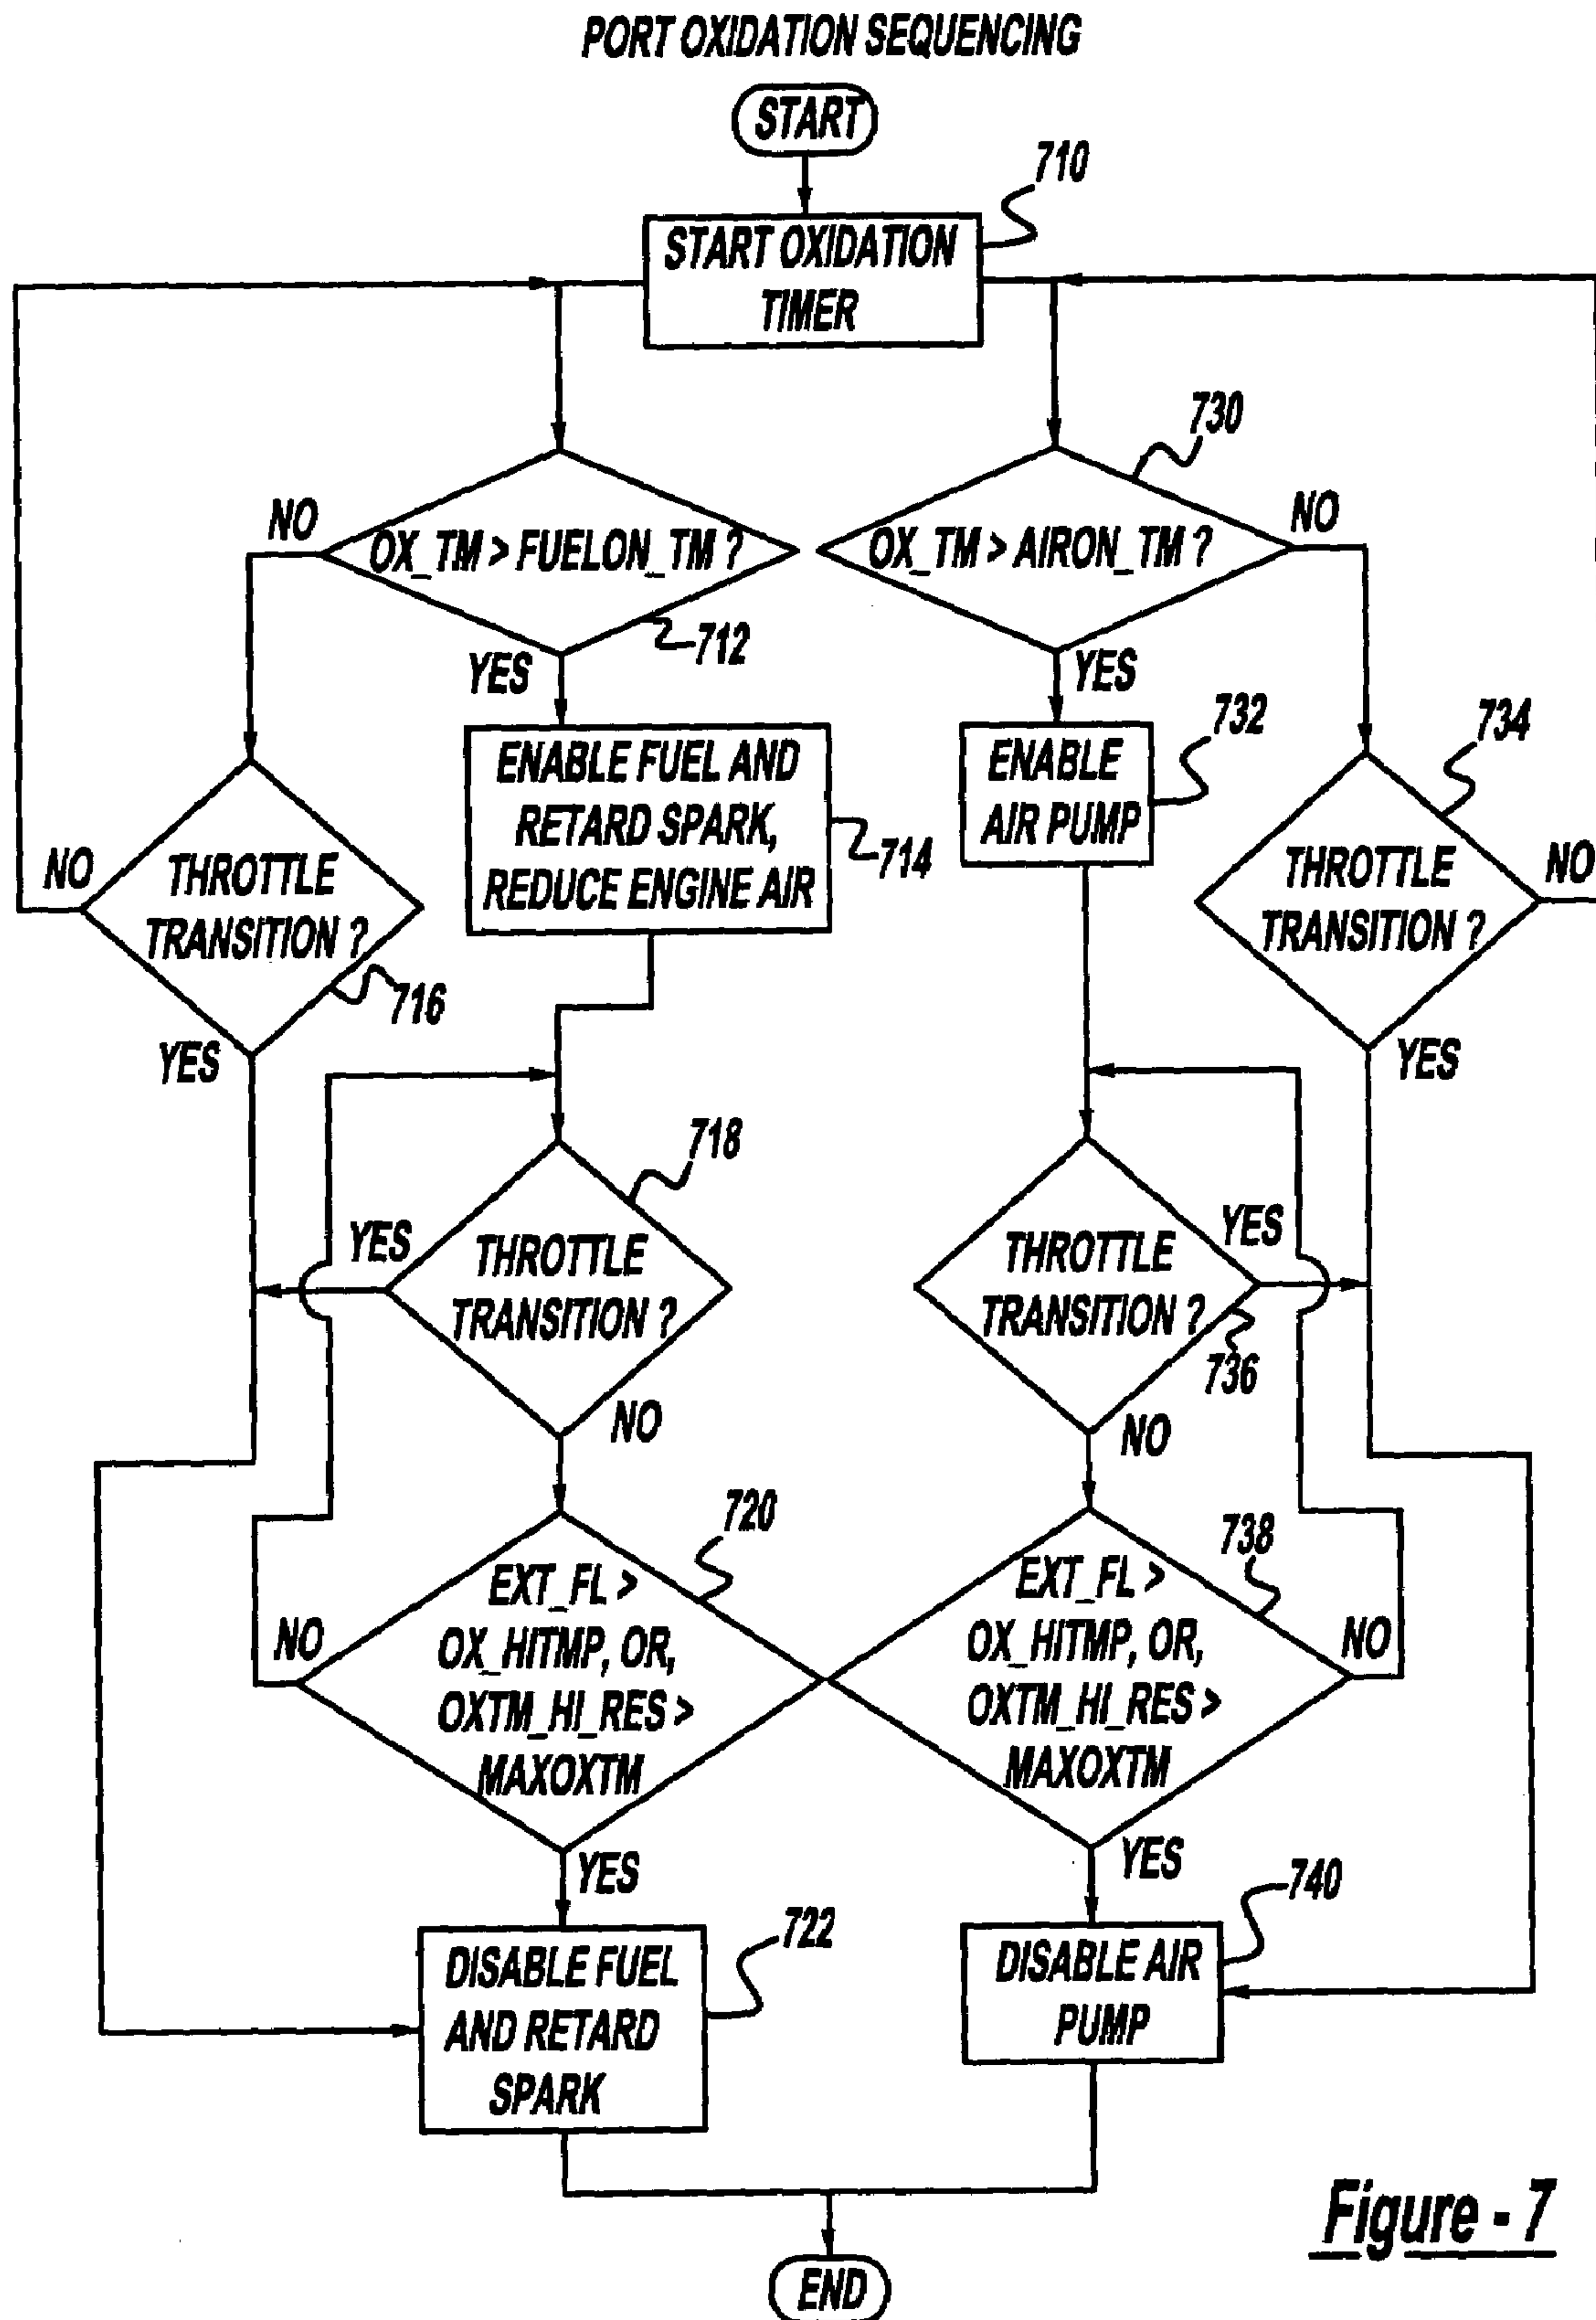 PORT OXIDATION SEQUENCING
START
710
START OXIDATION
TIMER
730
NO
OX_TM > FUELON_TM ?
OX_TM > AIRON_TM ?
NO
712
YES
YES
732
734
ENABLE FUEL AND
RETARD SPARK,
REDUCE ENGINE AIR
714
ENABLE
AIR PUMP
NO
THROTTLE
TRANSITION ?
THROTTLE
TRANSITION ?
NO
716
YES
YES
718
YES
THROTTLE
TRANSITION ?
THROTTLE
TRANSITION ?
YES
736
NO
NO
720
738
EXT_FL >
OX_HITMP, OR,
OXTM_HI_RES >
MAXOXTM
NO
EXT_FL >
OX_HITMP, OR,
OXTM_HI_RES >
MAXOXTM
NO
YES
YES
722
740
DISABLE FUEL
AND RETARD
SPARK
DISABLE AIR
PUMP
END
Figure - 7